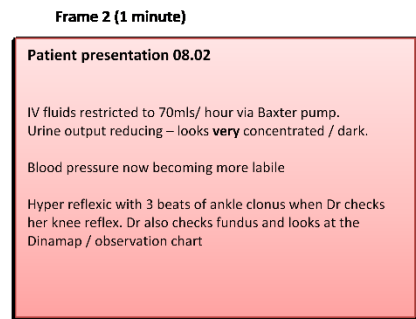 Frame 2 (1 minute)
Patient presentation 08.02
IV fluids restricted to 70mls/ hour via Baxter pump.
Urine output reducing – looks very concentrated / dark.
Blood pressure now becoming more labile
Hyper reflexic with 3 beats of ankle clonus when Dr checks
her knee reflex. Dr also checks fundus and looks at the
Dinamap / observation chart